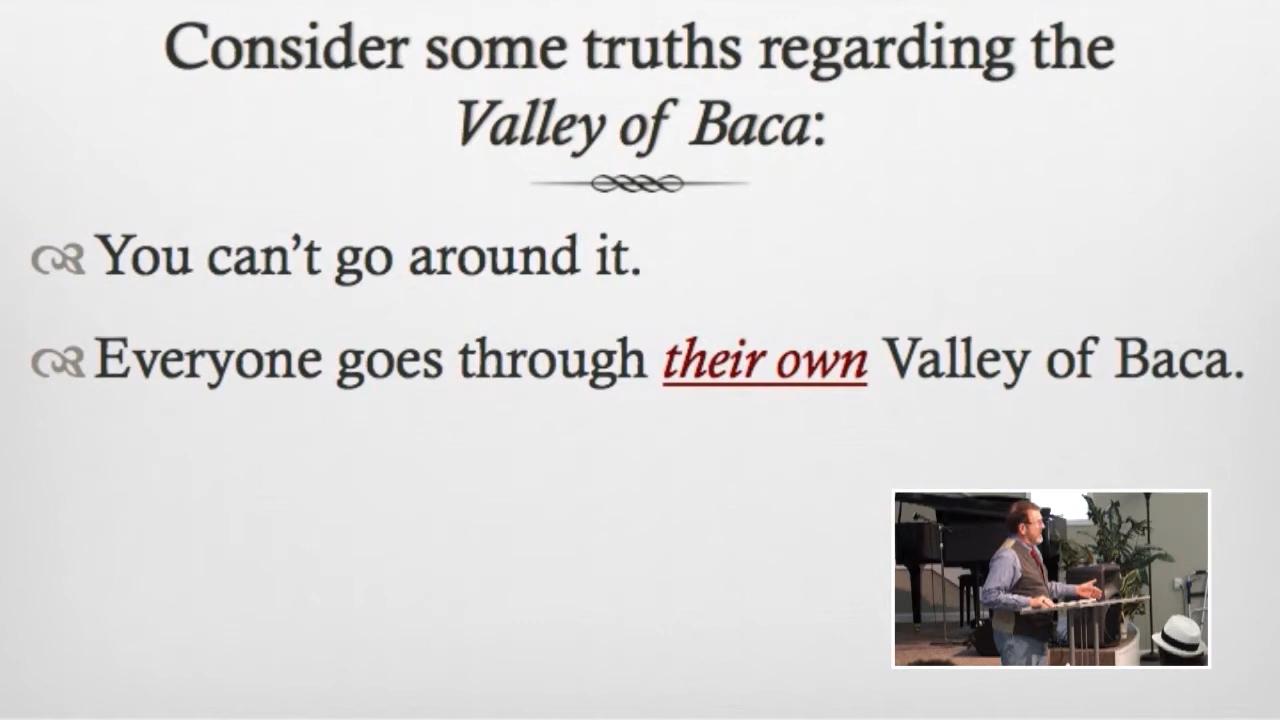 Consider some truths regarding the
Valley of Baca:
You can’t go around it.
Everyone goes through their own Valley of Baca.